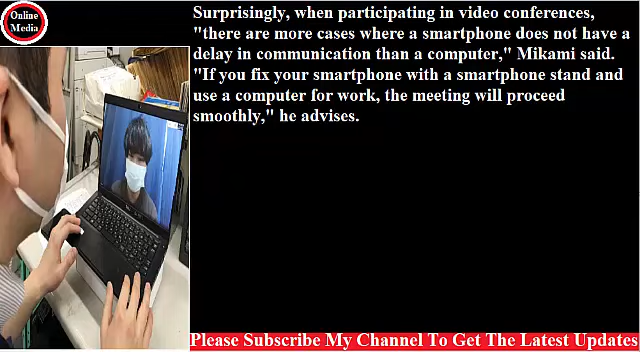 Online
Media
Surprisingly, when participating in video conferences,
"there are more cases where a smartphone does not have a
delay in communication than a computer," Mikami said.
"If you fix your smartphone with a smartphone stand and
use a computer for work, the meeting will proceed
smoothly," he advises.
Please Subscribe My Channel To Get The Latest Updates